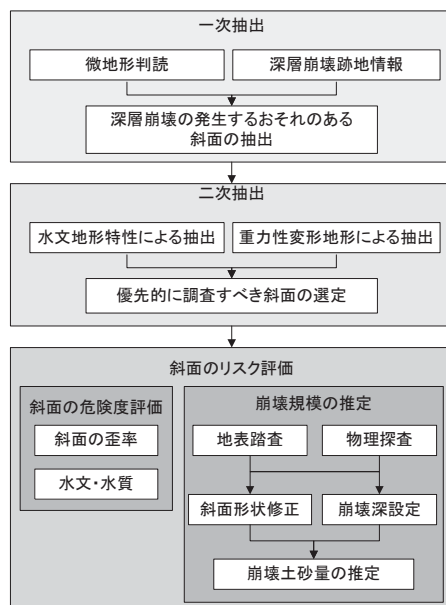 一次抽出
微地形判読
深層崩壊跡地情報
深層崩壊の発生するおそれのある
斜面の抽出
二次抽出
水文地形特性による抽出
重力性変形地形による抽出
優先的に調査すべき斜面の選定
斜面のリスク評価
斜面の危険度評価
斜面の歪率
水文・水質
崩壊規模の推定
地表踏査
物理探査
斜面形状修正
崩壊深設定
崩壊土砂量の推定